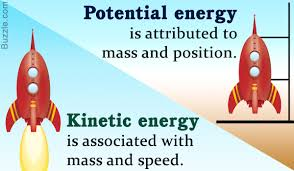 Buzzle.com
Potential energy
is attributed to
mass and position.
Kinetic energy
is associated with
mass and speed.